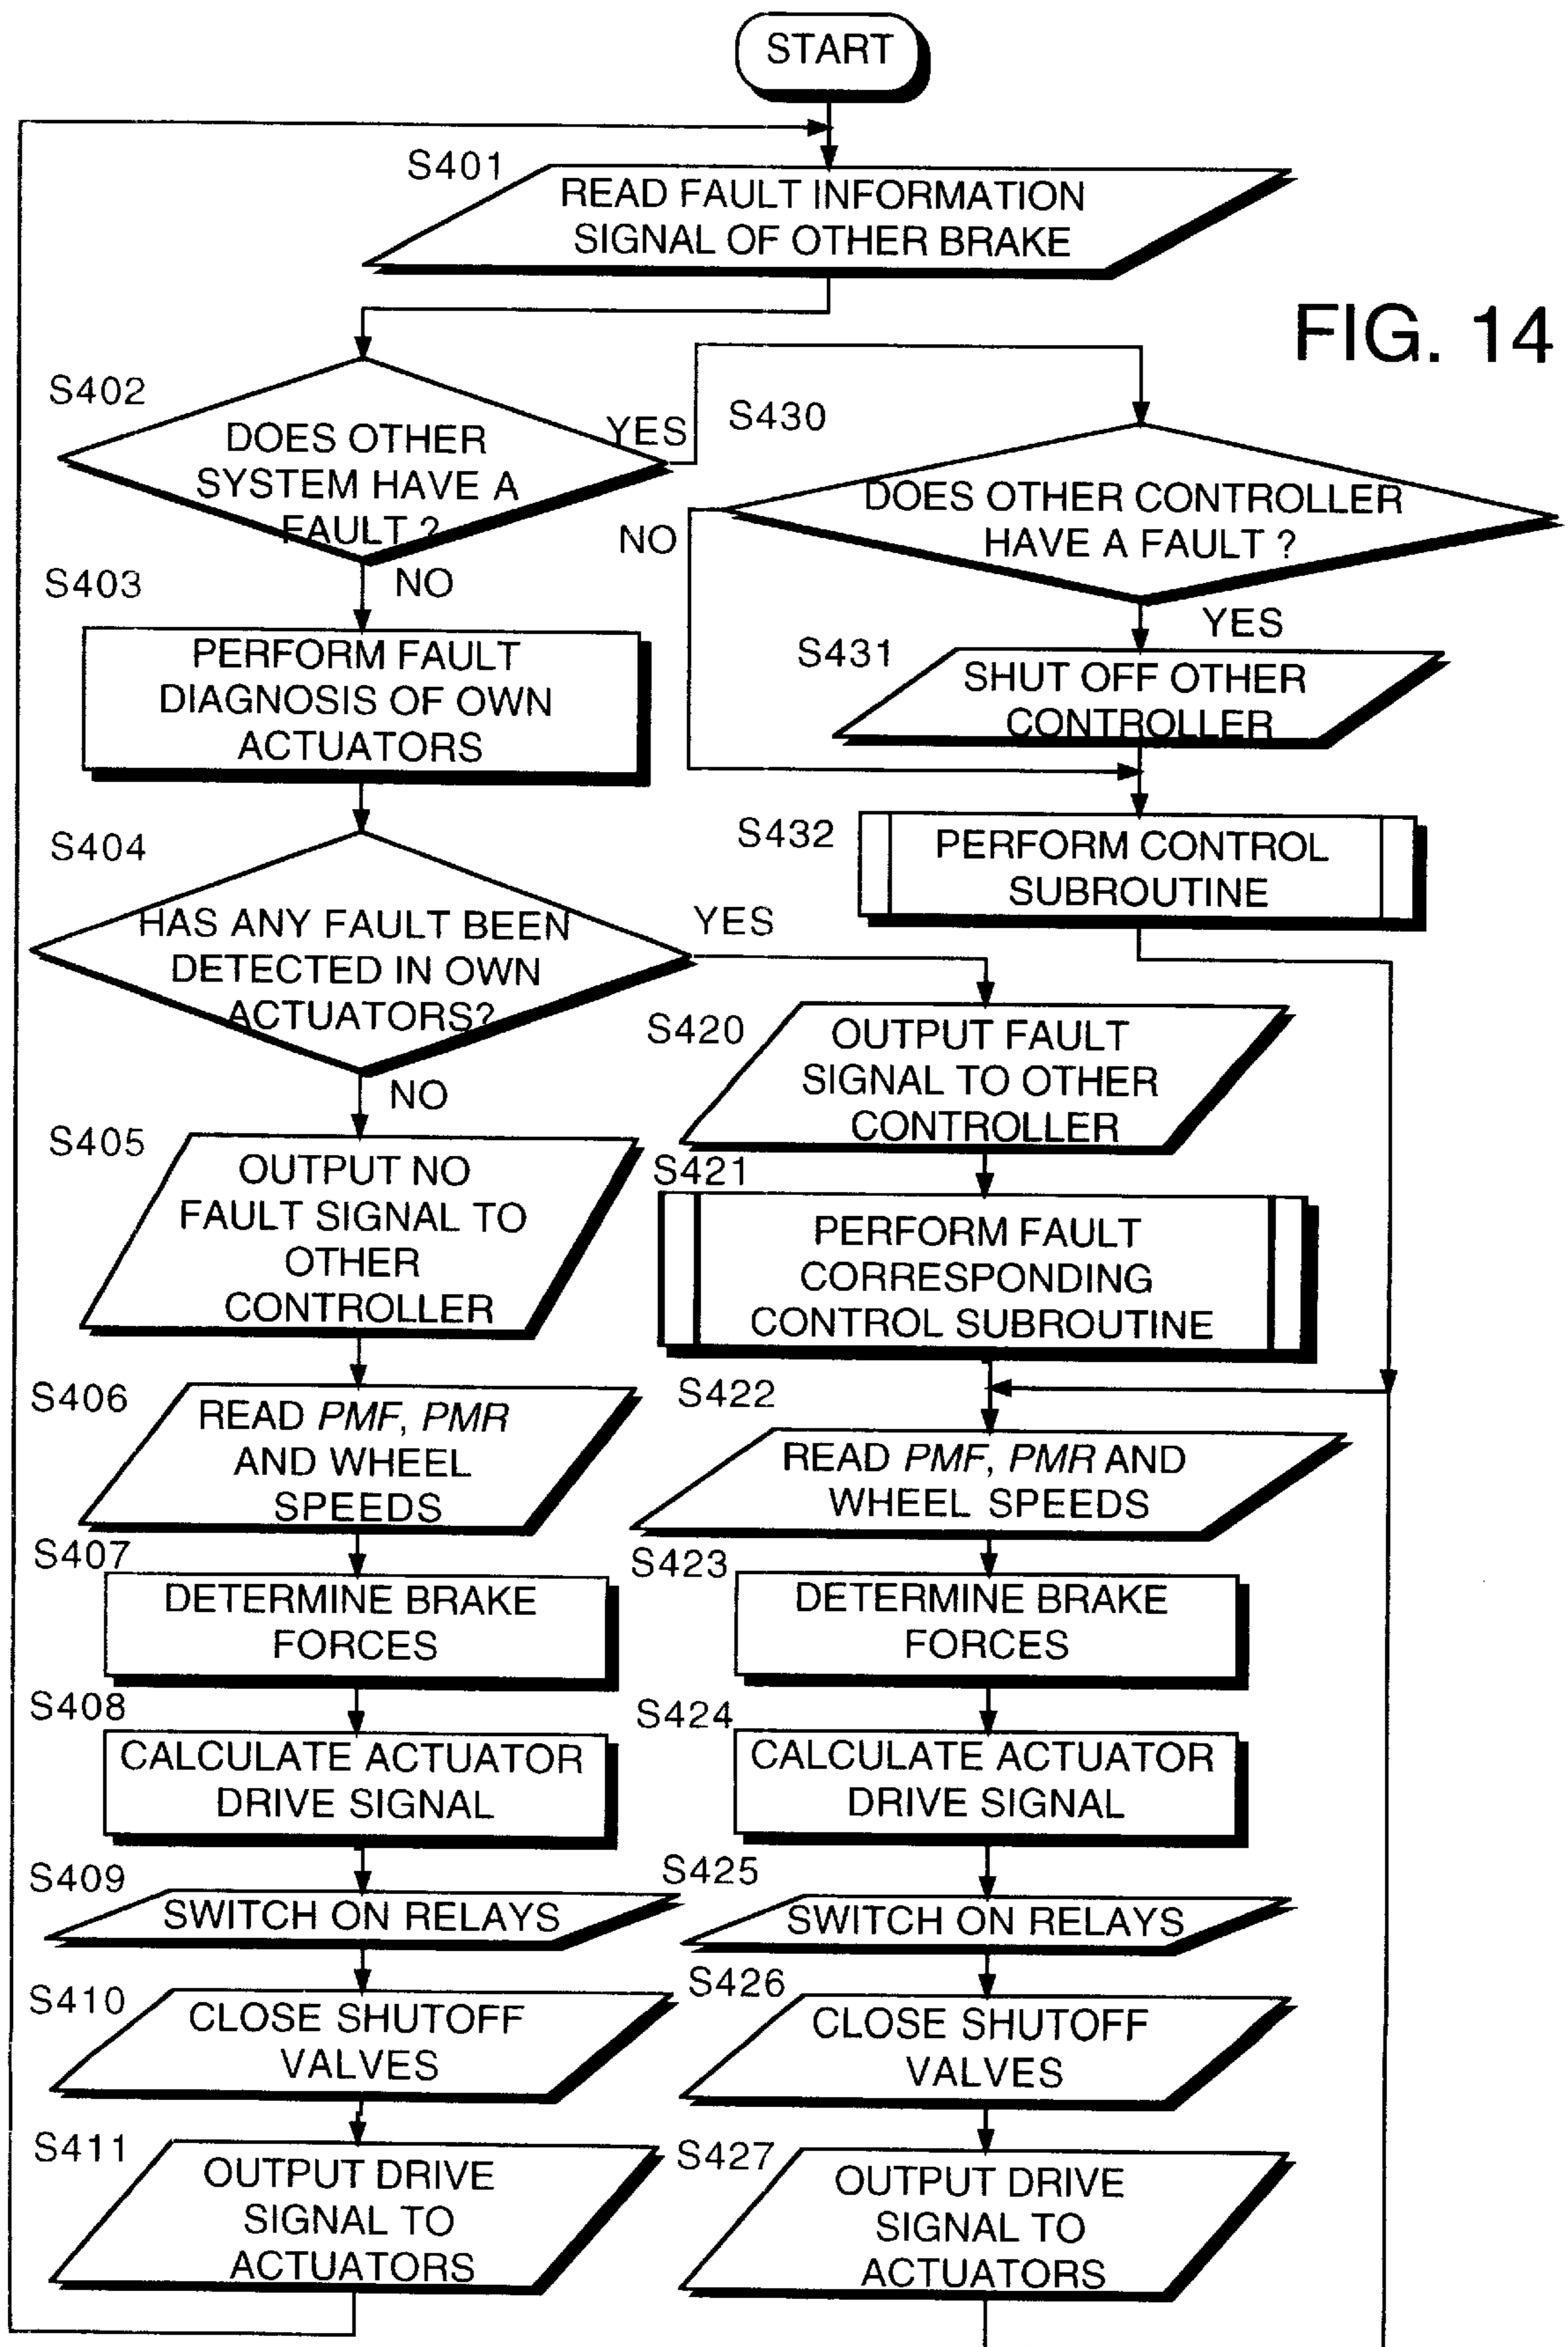 START
S401
READ FAULT INFORMATION
SIGNAL OF OTHER BRAKE
FIG. 14
S402
DOES OTHER
SYSTEM HAVE A
FAULT ?
YES
NO
S430
DOES OTHER CONTROLLER
HAVE A FAULT ?
NO
YES
S403
PERFORM FAULT
DIAGNOSIS OF OWN
ACTUATORS
S431
SHUT OFF OTHER
CONTROLLER
S432
PERFORM CONTROL
SUBROUTINE
S404
HAS ANY FAULT BEEN
DETECTED IN OWN
ACTUATORS?
YES
NO
S405
OUTPUT NO
FAULT SIGNAL TO
OTHER
CONTROLLER
S406
READ PMF, PMR
AND WHEEL
SPEEDS
S407
DETERMINE BRAKE
FORCES
S408
CALCULATE ACTUATOR
DRIVE SIGNAL
S409
SWITCH ON RELAYS
S410
CLOSE SHUTOFF
VALVES
S411
OUTPUT DRIVE
SIGNAL TO
ACTUATORS
S420
OUTPUT FAULT
SIGNAL TO OTHER
CONTROLLER
S421
PERFORM FAULT
CORRESPONDING
CONTROL SUBROUTINE
S422
READ PMF, PMR AND
WHEEL SPEEDS
S423
DETERMINE BRAKE
FORCES
S424
CALCULATE ACTUATOR
DRIVE SIGNAL
S425
SWITCH ON RELAYS
S426
CLOSE SHUTOFF
VALVES
S427
OUTPUT DRIVE
SIGNAL TO
ACTUATORS